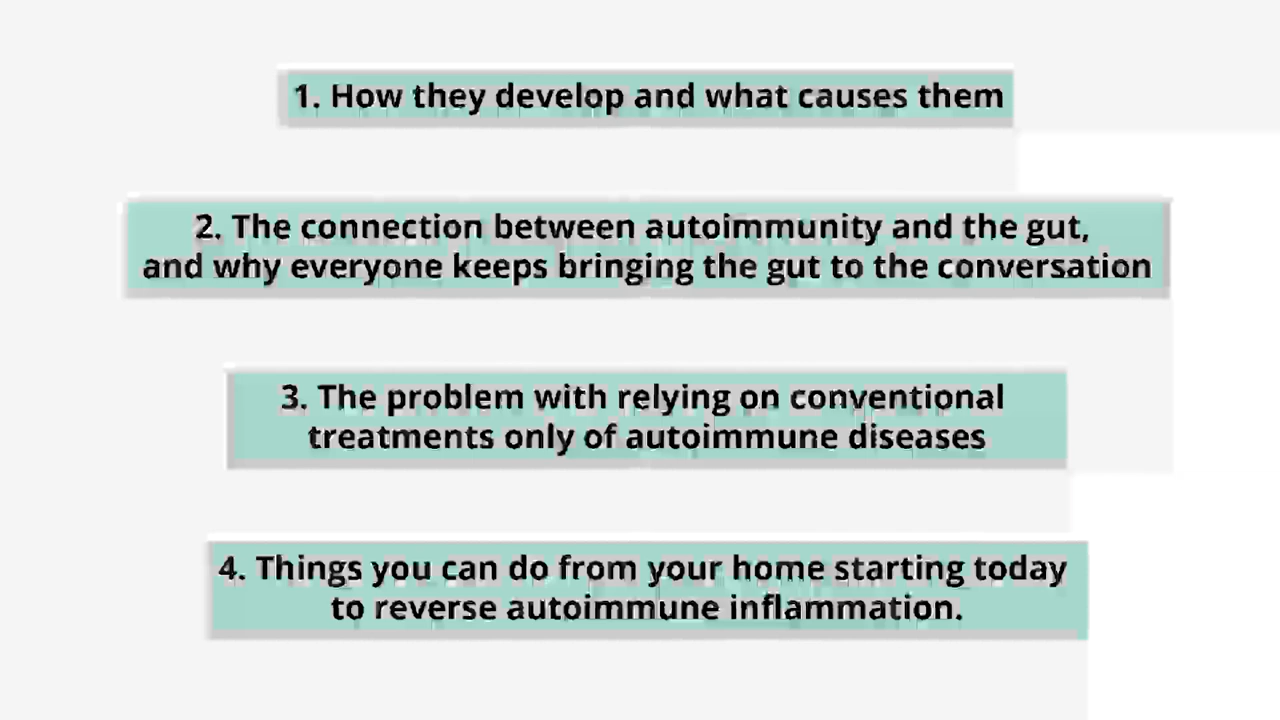 1. How they develop and what causes them
2. The connection between autoimmunity and the gut,
and why everyone keeps bringing the gut to the conversation
3. The problem with relying on conventional
treatments only of autoimmune diseases
4. Things you can do from your home starting today
to reverse autoimmune inflammation.